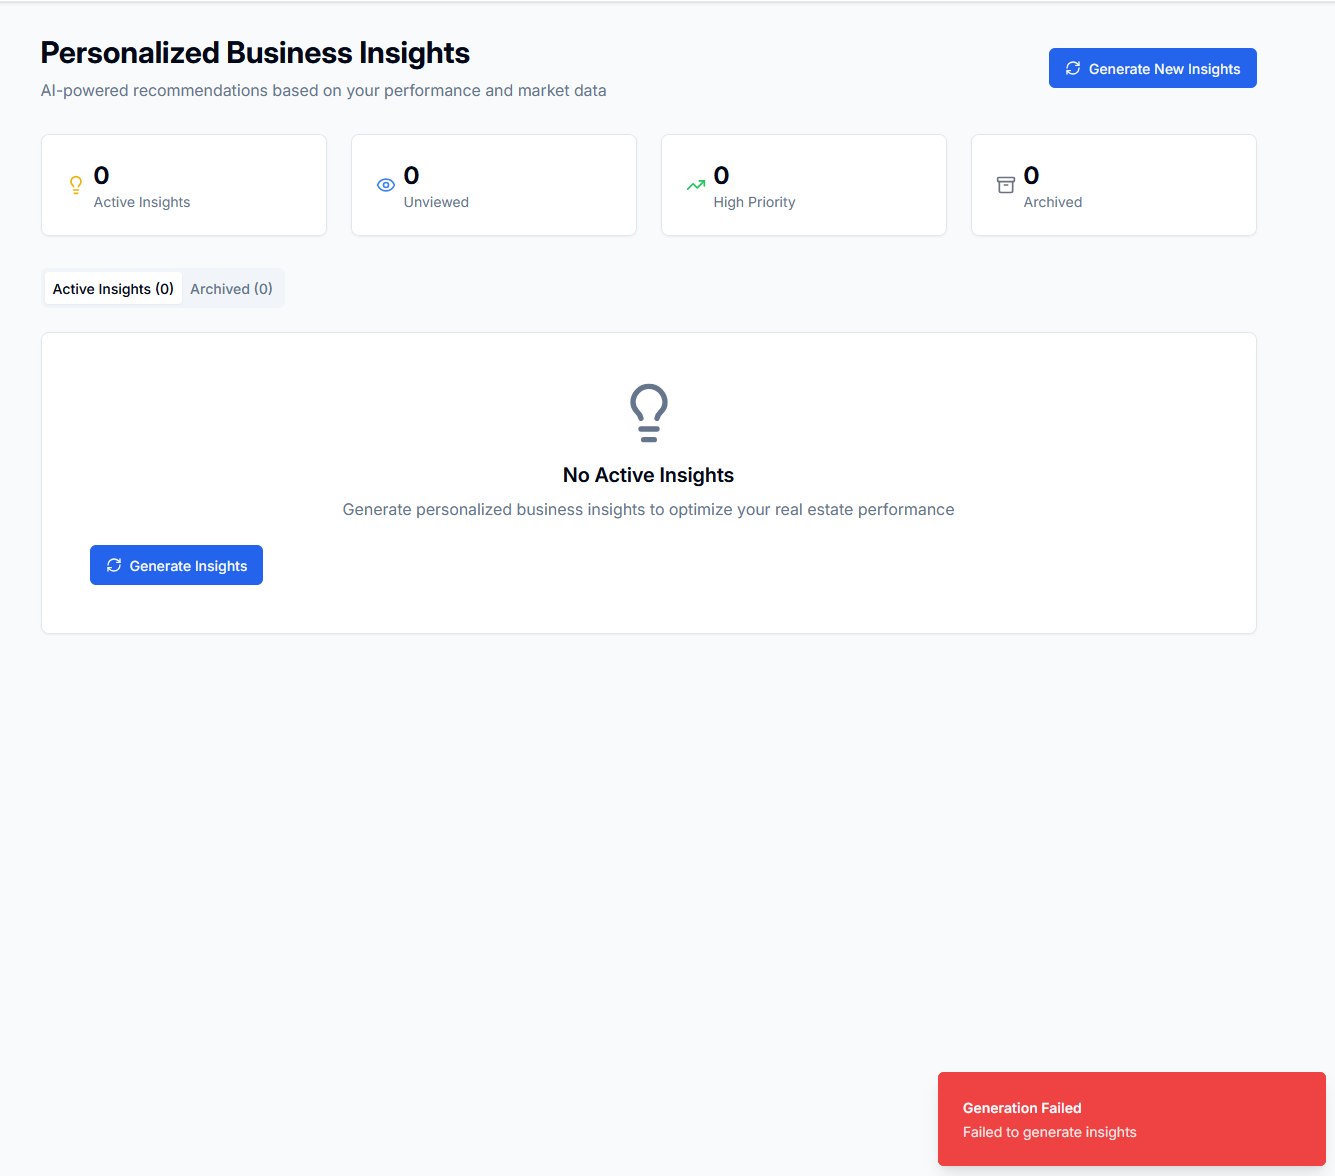 Personalized Business Insights
AI-powered recommendations based on your performance and market data
Generate New Insights
0
Active Insights
0
Unviewed
0
High Priority
0
Archived
Active Insights (0)
Archived (0)
No Active Insights
Generate personalized business insights to optimize your real estate performance
Generate Insights
Generation Failed
Failed to generate insights